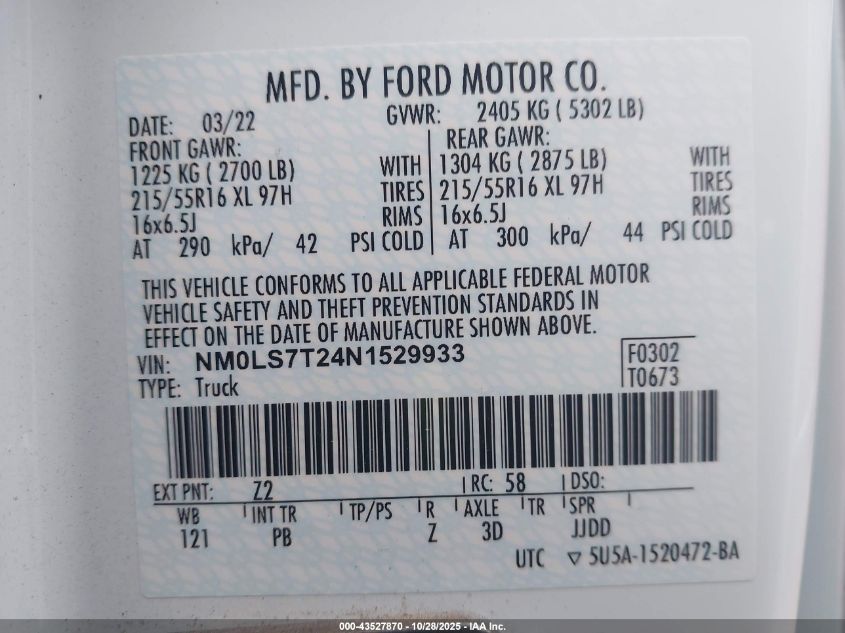 MFD. BY FORD MOTOR CO.
DATE: 03/22 GVWR: 2405 KG ( 5302 LB)
FRONT GAWR: REAR GAWR:
1225 KG ( 2700 LB) WITH 1304 KG ( 2875 LB) WITH
215/55R16 XL 97H TIRES 215/55R16 XL 97H TIRES
16x6.5J RIMS 16x6.5J RIMS
AT 290 kPa/ 42 PSI COLD AT 300 kPa/ 44 PSI COLD
THIS VEHICLE CONFORMS TO ALL APPLICABLE FEDERAL MOTOR
VEHICLE SAFETY AND THEFT PREVENTION STANDARDS IN
EFFECT ON THE DATE OF MANUFACTURE SHOWN ABOVE.
VIN: NM0LS7T24N1529933 F0302
TYPE: Truck T0673
EXT PNT: Z2 RC: 58 DSO:
WB INT TR TP/PS R AXLE TR SPR
121 PB Z 3D JJDD
UTC ▽ 5U5A-1520472-BA
000-43527870 - 10/28/2025 - IAA Inc.